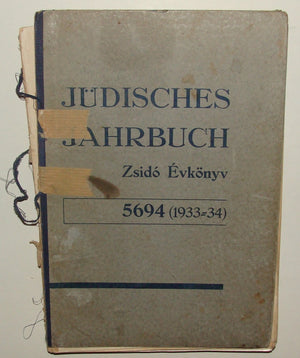 JÜDISCHES
JAHRBUCH
Zsidó Évkönyv
5694 (1933=34)